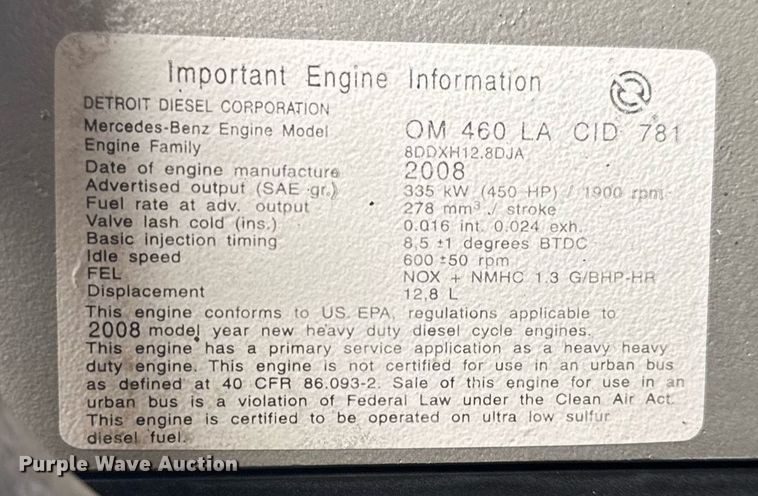 Important Engine Information
DETROIT DIESEL CORPORATION
Mercedes-Benz Engine Model OM 460 LA CID 781
Engine Family 8DDXH12.8DJA
Date of engine manufacture 2008
Advertised output (SAE gr.) 335 kW (450 HP) / 1900 rpm
Fuel rate at adv. output 278 mm³ / stroke
Valve lash cold (ins.) 0.016 int. 0.024 exh.
Basic injection timing 8,5 ±1 degrees BTDC
Idle speed 600 ±50 rpm
FEL NOX + NMHC 1.3 G/BHP-HR
Displacement 12,8 L
This engine conforms to US EPA, regulations applicable to
2008 model year new heavy duty diesel cycle engines.
This engine has a primary service application as a heavy heavy
duty engine. This engine is not certified for use in an urban bus
as defined at 40 CFR 86.093-2. Sale of this engine for use in an
urban bus is a violation of Federal Law under the Clean Air Act.
This engine is certified to be operated on ultra low sulfur
diesel fuel.
Purple Wave Auction